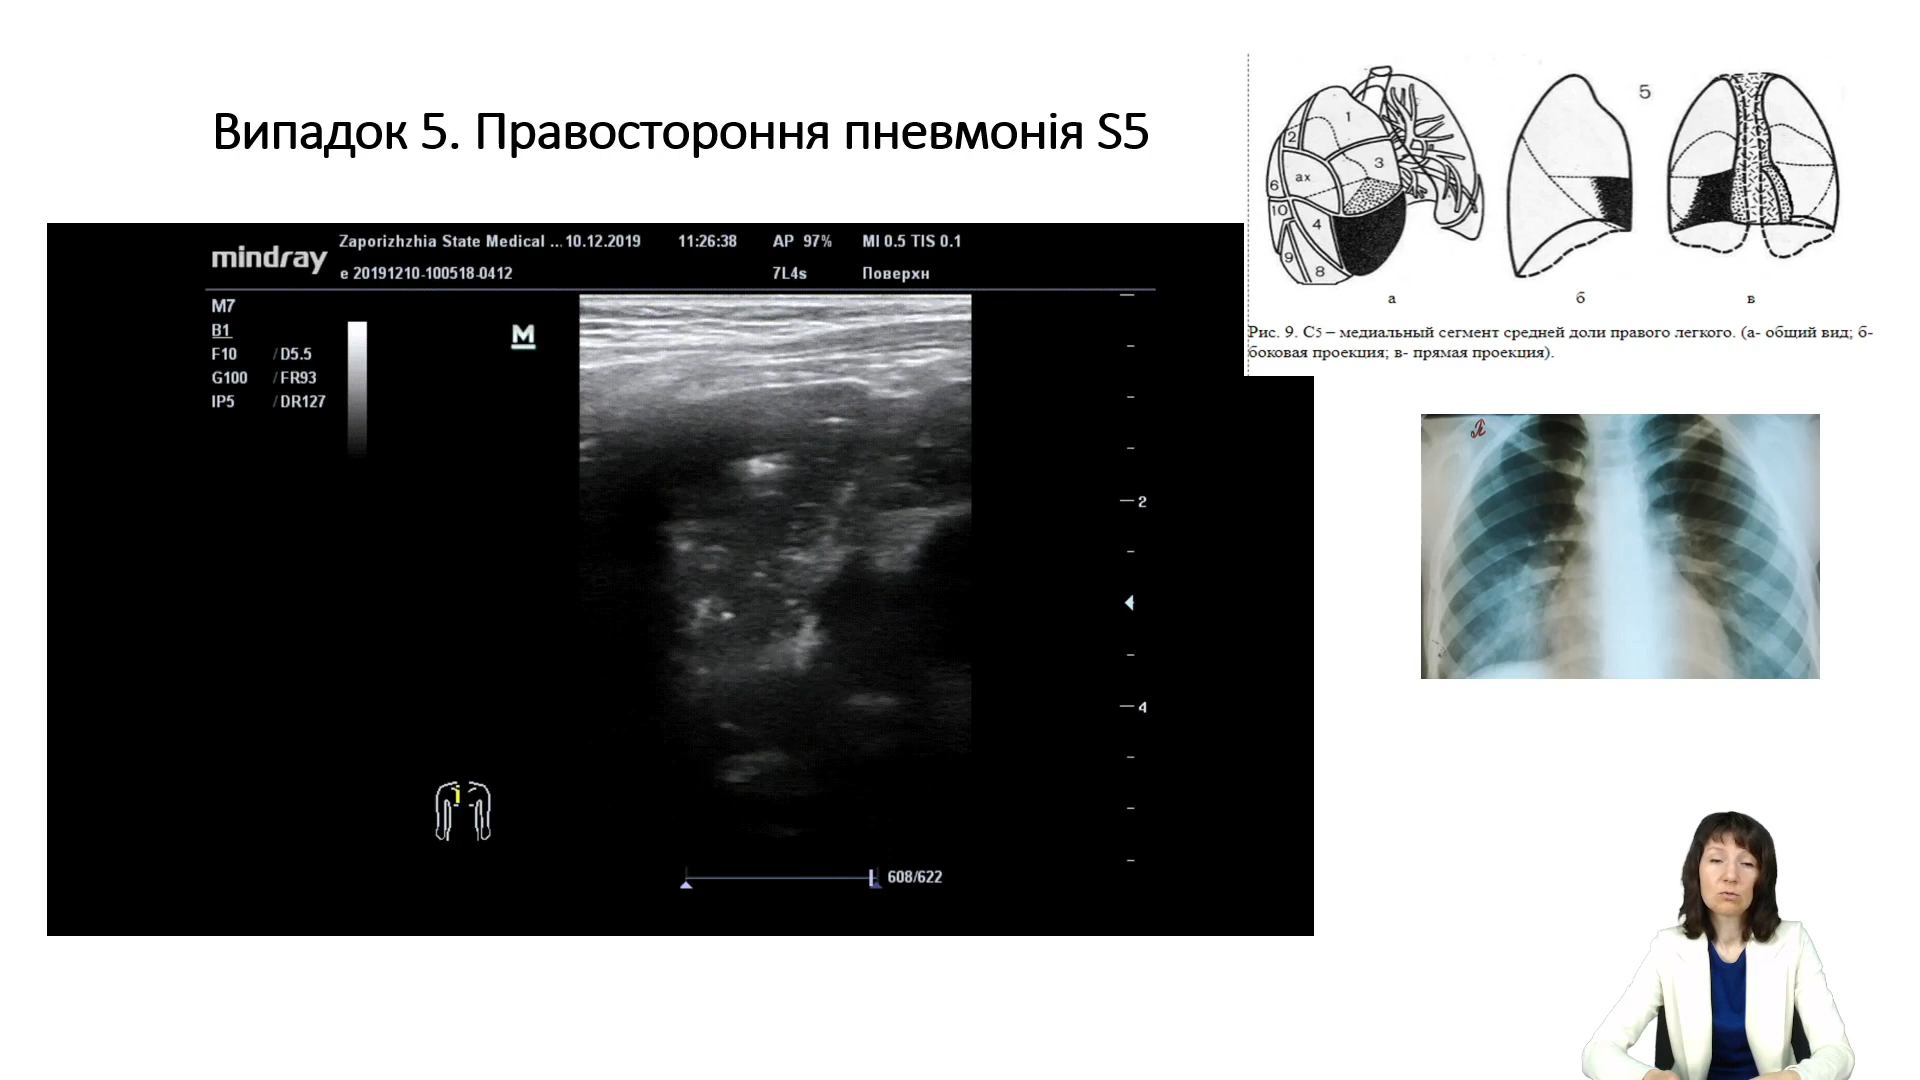 Випадок 5. Правостороння пневмонія S5
mindray
Zaporizhzhia State Medical ... 10.12.2019 11:26:38 AP 97% MI 0.5 TIS 0.1
e 20191210-100518-0412 7L4s Поверхн
M7
B1
F10 / D5.5
G100 / FR93
IP5 / DR127
M
2
4
608/622
5
1
2
3
ax
6
10
4
9
8
а б в
Рис. 9. С5 – медиальный сегмент средней доли правого легкого. (а- общий вид; б-
боковая проекция; в- прямая проекция).